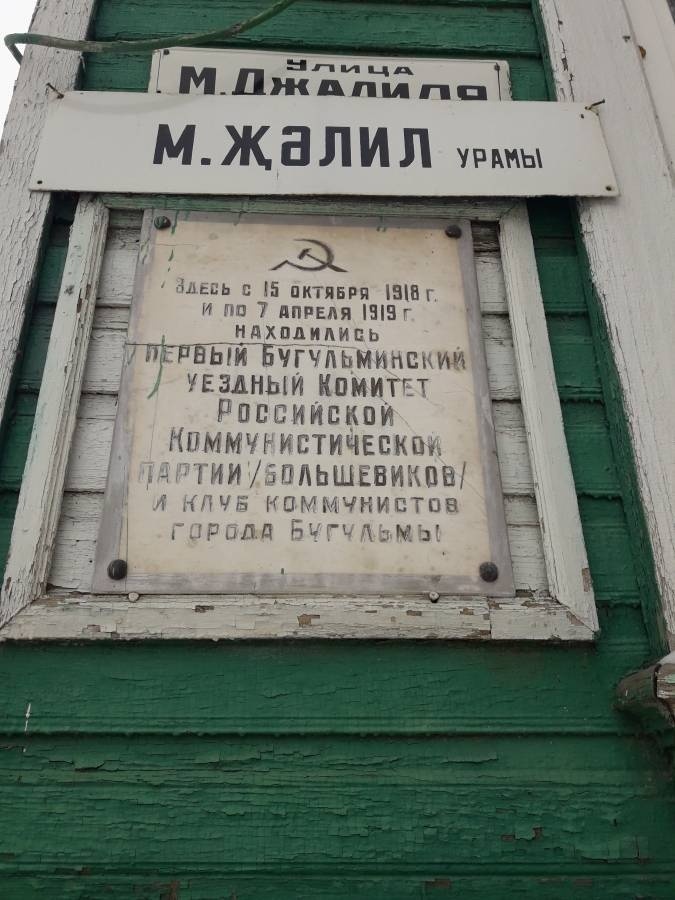 УЛИЦА
М.ДЖАЛИЛЯ
М.ҖӘЛИЛ УРАМЫ
ЗДЕСЬ С 15 ОКТЯБРЯ 1918 Г.
И ПО 7 АПРЕЛЯ 1919 Г.
НАХОДИЛИСЬ
ПЕРВЫЙ БУГУЛЬМИНСКИЙ
УЕЗДНЫЙ КОМИТЕТ
РОССИЙСКОЙ
КОММУНИСТИЧЕСКОЙ
ПАРТИИ /БОЛЬШЕВИКОВ/
И КЛУБ КОММУНИСТОВ
ГОРОДА БУГУЛЬМЫ